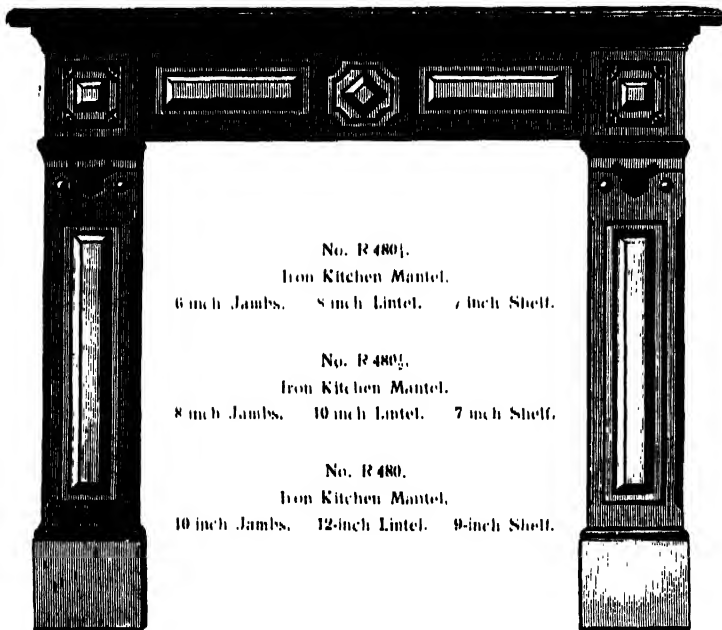 No. R 480¼.
Iron Kitchen Mantel.
6 inch Jambs. 8 inch Lintel. 7 inch Shelf.
No. R 480½.
Iron Kitchen Mantel.
8 inch Jambs. 10 inch Lintel. 7 inch Shelf.
No. R 480.
Iron Kitchen Mantel.
10 inch Jambs. 12-inch Lintel. 9-inch Shelf.